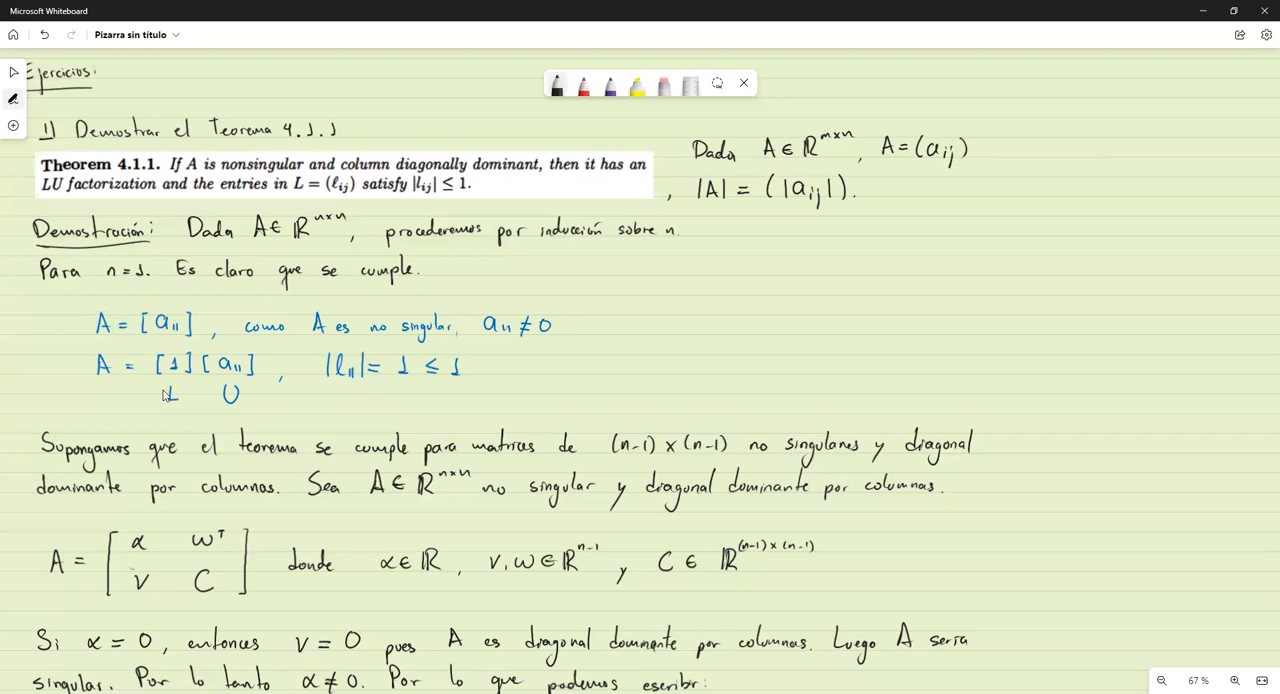 Microsoft Whiteboard
Pizarra sin título
Ejercicios:
1) Demostrar el Teorema 4.1.1
Theorem 4.1.1. If A is nonsingular and column diagonally dominant, then it has an
LU factorization and the entries in L = (ℓij) satisfy |ℓij| ≤ 1.
Dada A ∈ ℝ^{m×n}, A = (aij)
, |A| = (|aij|).
Demostración: Dada A ∈ ℝ^{n×n}, procederemos por inducción sobre n.
Para n = 1. Es claro que se cumple.
A = [a11], como A es no singular, a11 ≠ 0
A = [1][a11], |l11| = 1 ≤ 1
L U
Supongamos que el teorema se cumple para matrices de (n-1) × (n-1) no singulares y diagonal
dominante por columnas. Sea A ∈ ℝ^{n×n} no singular y diagonal dominante por columnas.
A = [α w^T; v C] donde α ∈ ℝ, v, w ∈ ℝ^{n-1} y C ∈ ℝ^{(n-1)×(n-1)}
Si α = 0, entonces v = 0 pues A es diagonal dominante por columnas. Luego A sería
singular. Por lo tanto α ≠ 0. Por lo que podemos escribir:
67 %